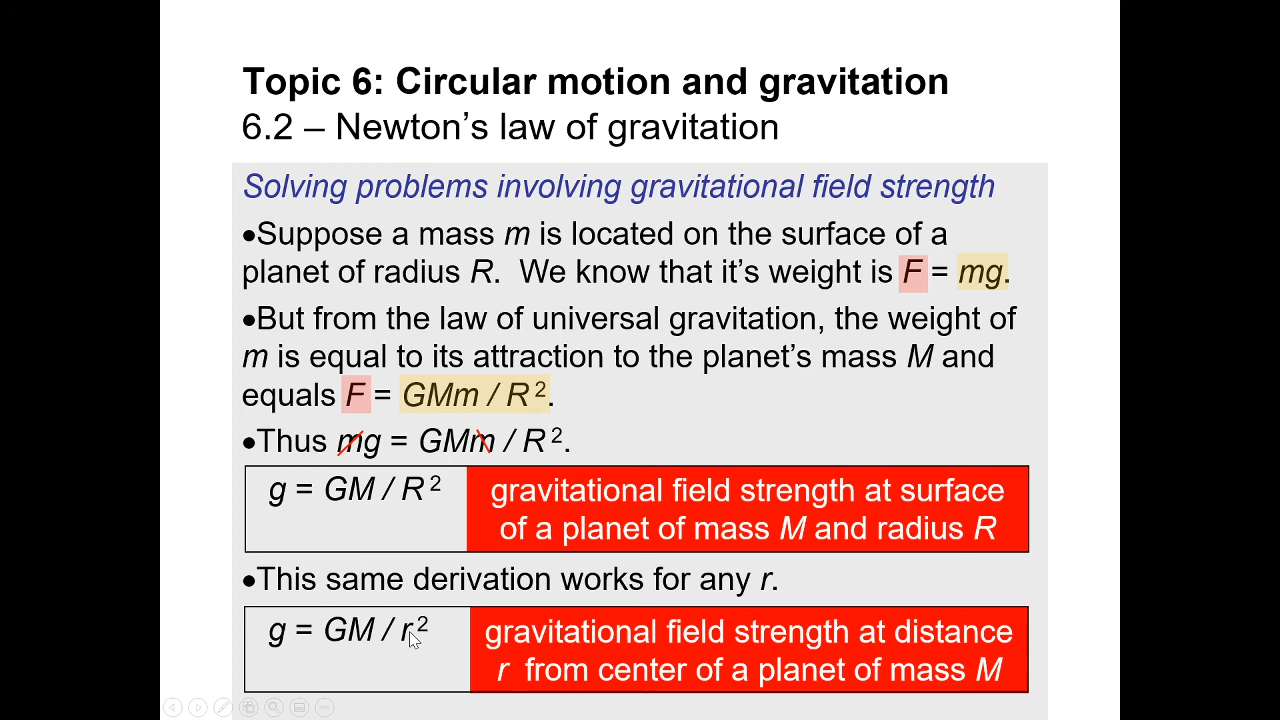 Topic 6: Circular motion and gravitation
6.2 – Newton's law of gravitation
Solving problems involving gravitational field strength
•Suppose a mass m is located on the surface of a
planet of radius R. We know that it's weight is F = mg.
•But from the law of universal gravitation, the weight of
m is equal to its attraction to the planet's mass M and
equals F = GMm / R².
•Thus mg = GMm / R².
g = GM / R²
gravitational field strength at surface
of a planet of mass M and radius R
•This same derivation works for any r.
g = GM / r²
gravitational field strength at distance
r from center of a planet of mass M